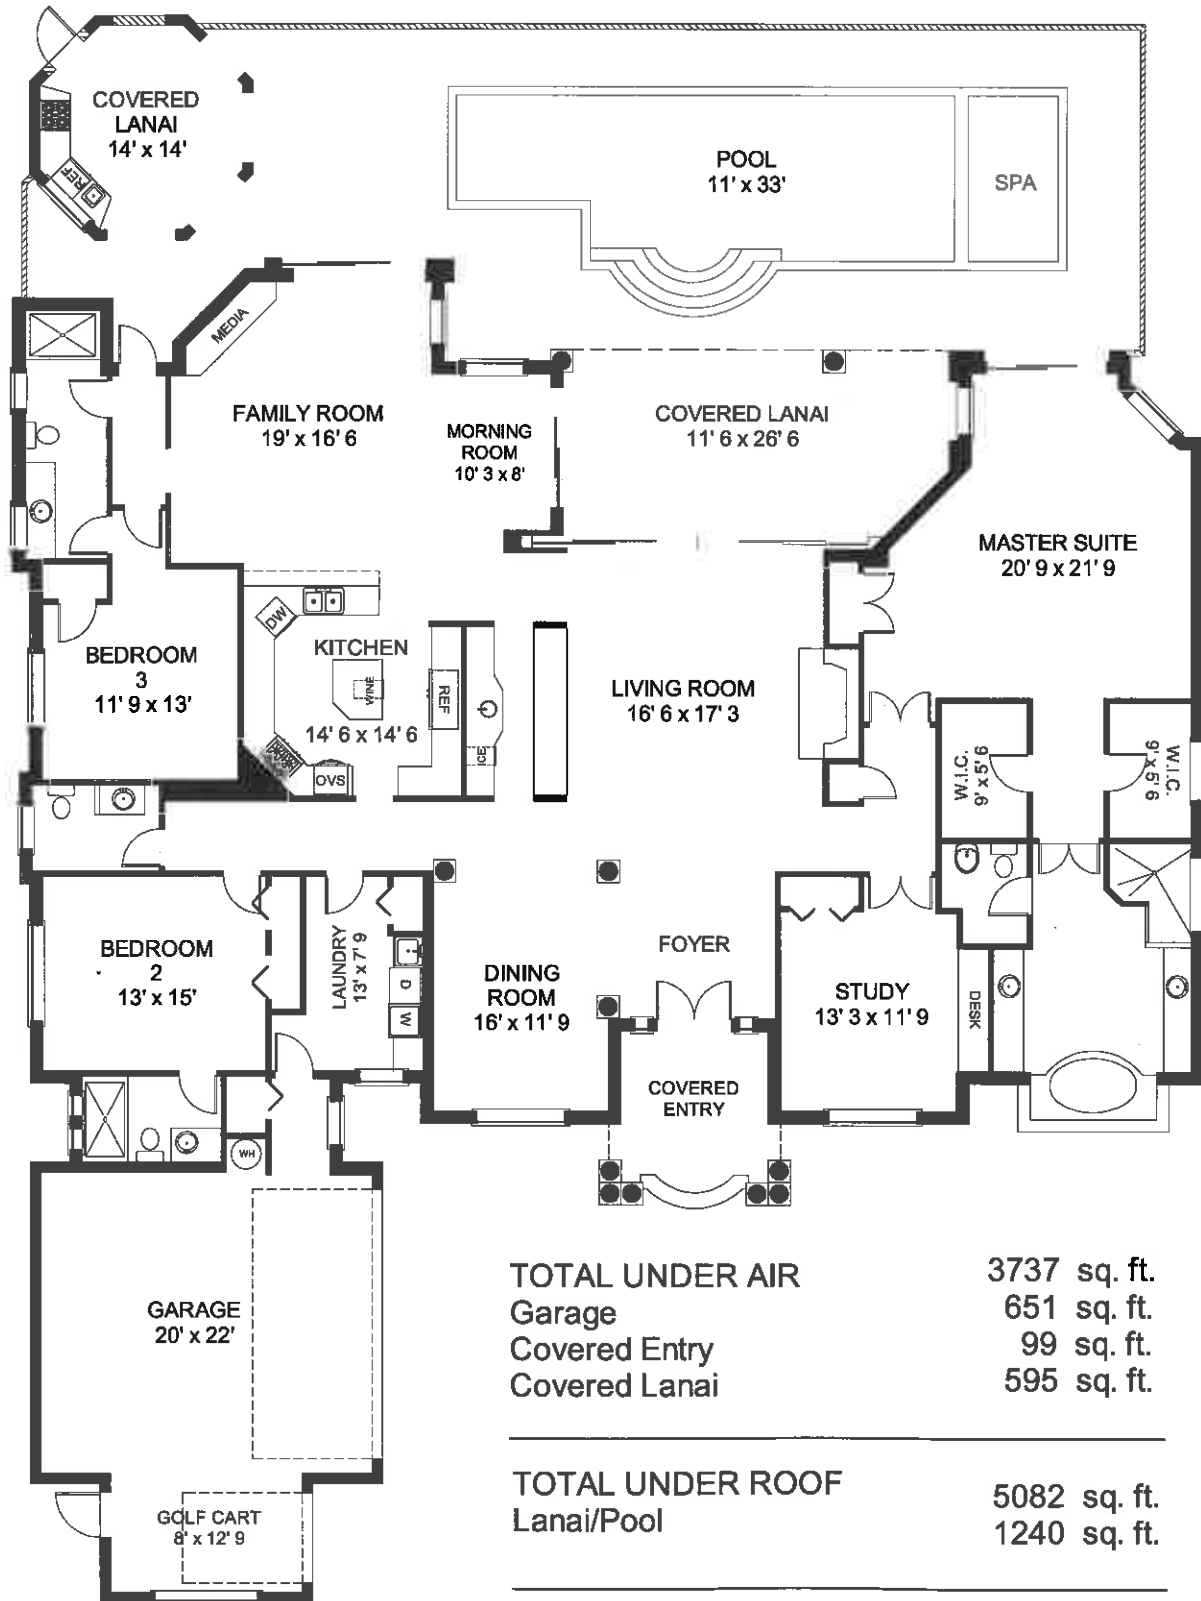 COVERED
LANAI
14' x 14'
REF
POOL
11' x 33'
SPA
MEDIA
FAMILY ROOM
19' x 16' 6
MORNING
ROOM
10' 3 x 8'
COVERED LANAI
11' 6 x 26' 6
MASTER SUITE
20' 9 x 21' 9
DW
KITCHEN
WINE
REF
14' 6 x 14' 6
OVS
ICE
BEDROOM
3
11' 9 x 13'
LIVING ROOM
16' 6 x 17' 3
W.I.C.
9' x 5' 6
W.I.C.
9' x 5' 6
BEDROOM
2
13' x 15'
LAUNDRY
13' x 7' 9
D
W
DINING
ROOM
16' x 11' 9
FOYER
STUDY
13' 3 x 11' 9
DESK
COVERED
ENTRY
WH
GARAGE
20' x 22'
GOLF CART
8' x 12' 9
TOTAL UNDER AIR 3737 sq. ft.
Garage 651 sq. ft.
Covered Entry 99 sq. ft.
Covered Lanai 595 sq. ft.
TOTAL UNDER ROOF 5082 sq. ft.
Lanai/Pool 1240 sq. ft.